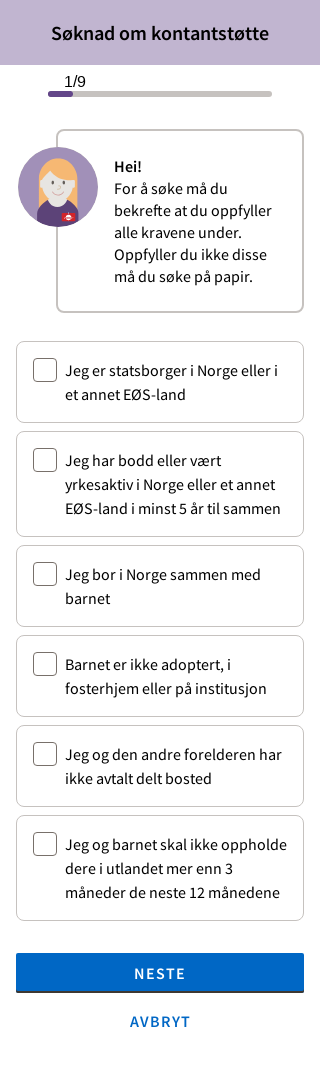 Søknad om kontantstøtte
1/9
Hei!
For å søke må du
bekrefte at du oppfyller
alle kravene under.
Oppfyller du ikke disse
må du søke på papir.
Jeg er statsborger i Norge eller i
et annet EØS-land
Jeg har bodd eller vært
yrkesaktiv i Norge eller et annet
EØS-land i minst 5 år til sammen
Jeg bor i Norge sammen med
barnet
Barnet er ikke adoptert, i
fosterhjem eller på institusjon
Jeg og den andre forelderen har
ikke avtalt delt bosted
Jeg og barnet skal ikke oppholde
dere i utlandet mer enn 3
måneder de neste 12 månedene
NESTE
AVBRYT